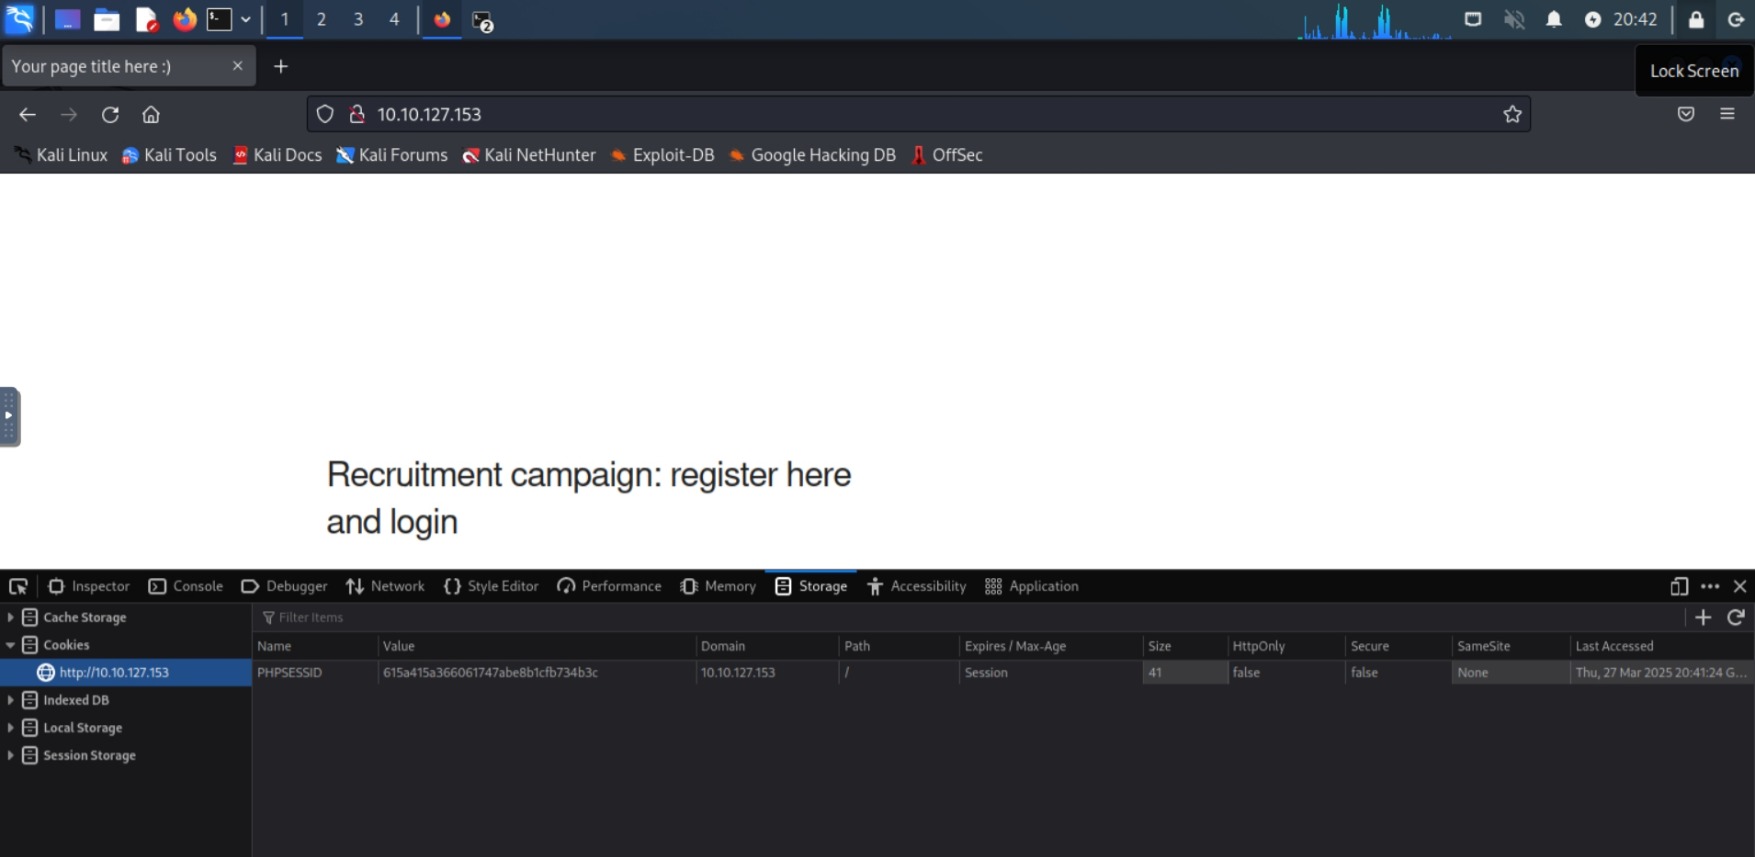 1 2 3 4 2 20:42
Your page title here :)
Lock Screen
10.10.127.153
Kali Linux Kali Tools Kali Docs Kali Forums Kali NetHunter Exploit-DB Google Hacking DB OffSec
Recruitment campaign: register here
and login
Inspector Console Debugger Network Style Editor Performance Memory Storage Accessibility Application
Cache Storage Filter Items
Cookies Name Value Domain Path Expires / Max-Age Size HttpOnly Secure SameSite Last Accessed
http://10.10.127.153 PHPSESSID 615a415a366061747abe8b1cfb734b3c 10.10.127.153 / Session 41 false false None Thu, 27 Mar 2025 20:41:24 G...
Indexed DB
Local Storage
Session Storage